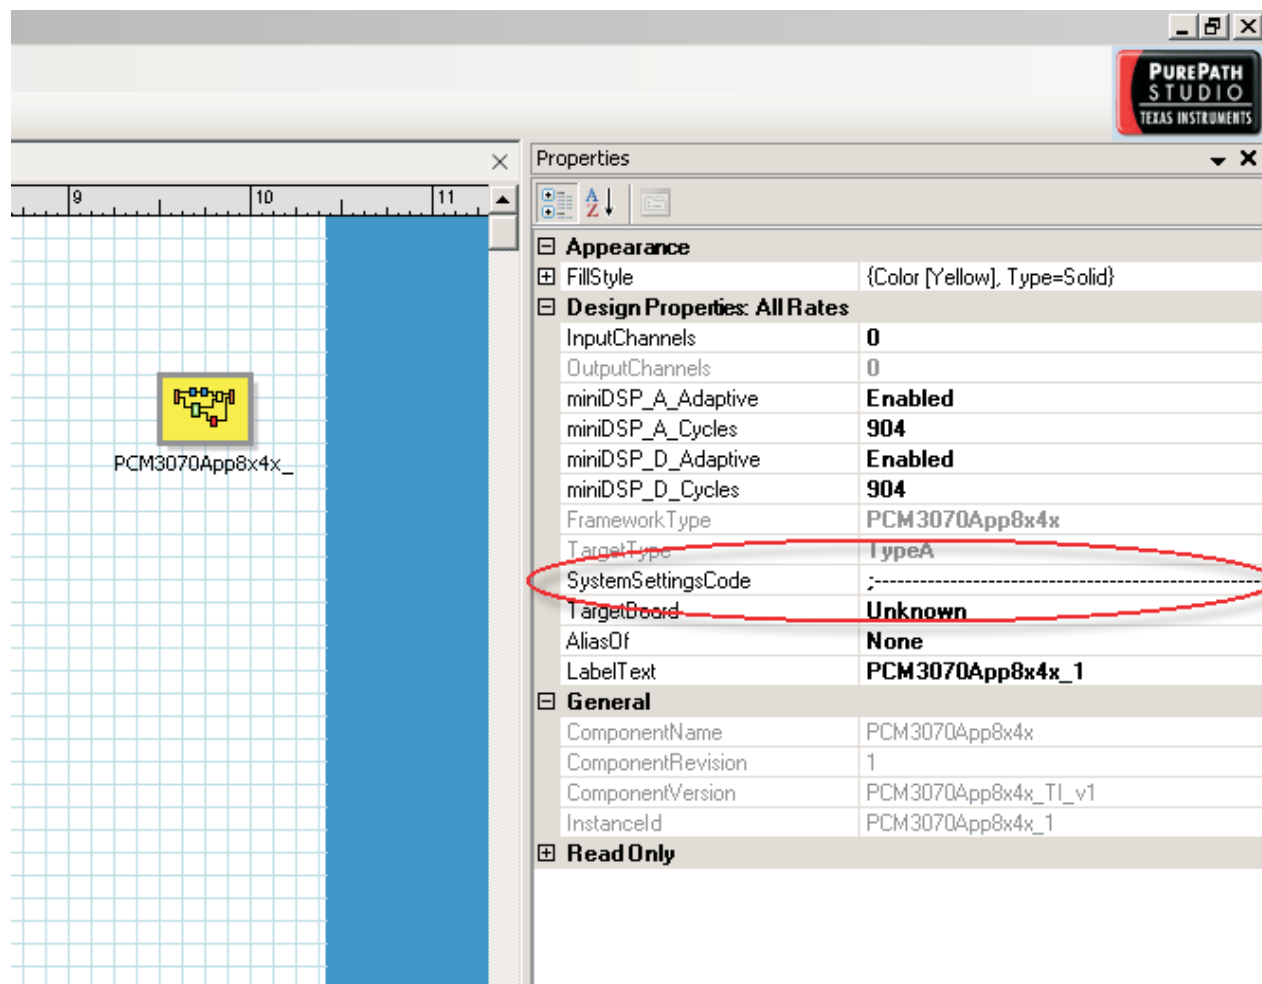 PUREPATH
STUDIO
TEXAS INSTRUMENTS
Properties
9 10 11
A
Z
Appearance
FillStyle {Color [Yellow], Type=Solid}
Design Properties: All Rates
InputChannels 0
OutputChannels 0
miniDSP_A_Adaptive Enabled
miniDSP_A_Cycles 904
miniDSP_D_Adaptive Enabled
miniDSP_D_Cycles 904
FrameworkType PCM3070App8x4x
TargetType TypeA
SystemSettingsCode ;----------------------------------------------------
TargetBoard Unknown
AliasOf None
LabelText PCM3070App8x4x_1
General
ComponentName PCM3070App8x4x
ComponentRevision 1
ComponentVersion PCM3070App8x4x_TI_v1
InstanceId PCM3070App8x4x_1
Read Only
PCM3070App8x4x_